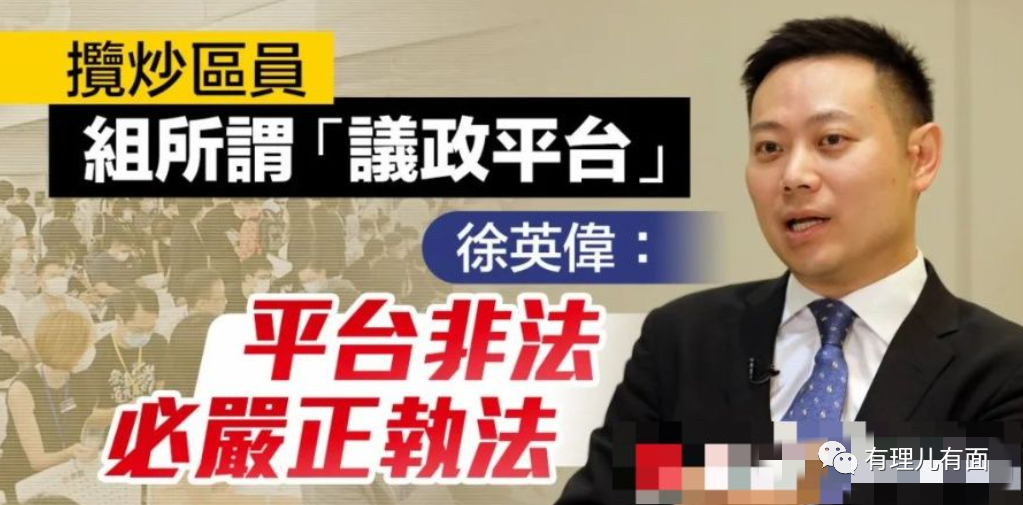 攬炒區員
組所謂「議政平台」
徐英偉：
平台非法
必嚴正執法
有理儿有面